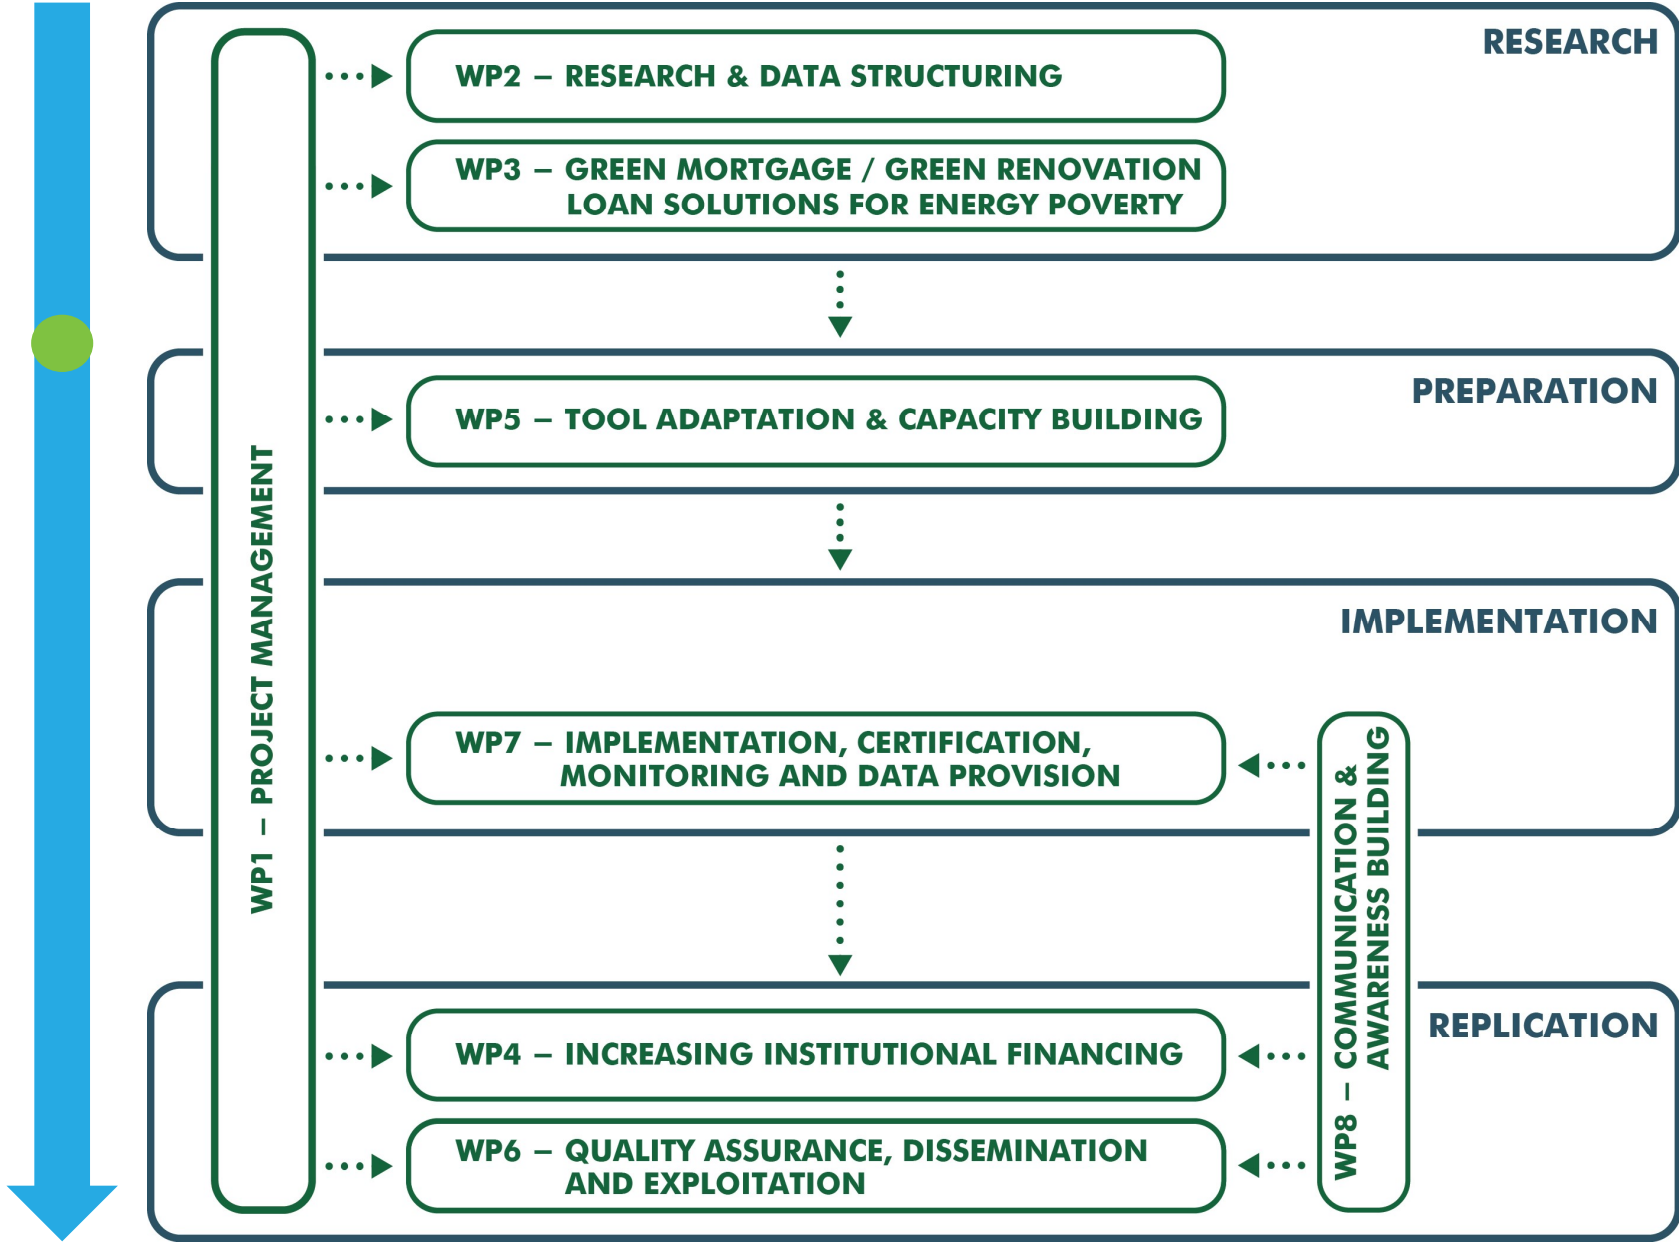 RESEARCH
WP2 – RESEARCH & DATA STRUCTURING
WP3 – GREEN MORTGAGE / GREEN RENOVATION
LOAN SOLUTIONS FOR ENERGY POVERTY
PREPARATION
WP5 – TOOL ADAPTATION & CAPACITY BUILDING
WP1 – PROJECT MANAGEMENT
IMPLEMENTATION
WP7 – IMPLEMENTATION, CERTIFICATION,
MONITORING AND DATA PROVISION
WP8 – COMMUNICATION &
AWARENESS BUILDING
REPLICATION
WP4 – INCREASING INSTITUTIONAL FINANCING
WP6 – QUALITY ASSURANCE, DISSEMINATION
AND EXPLOITATION